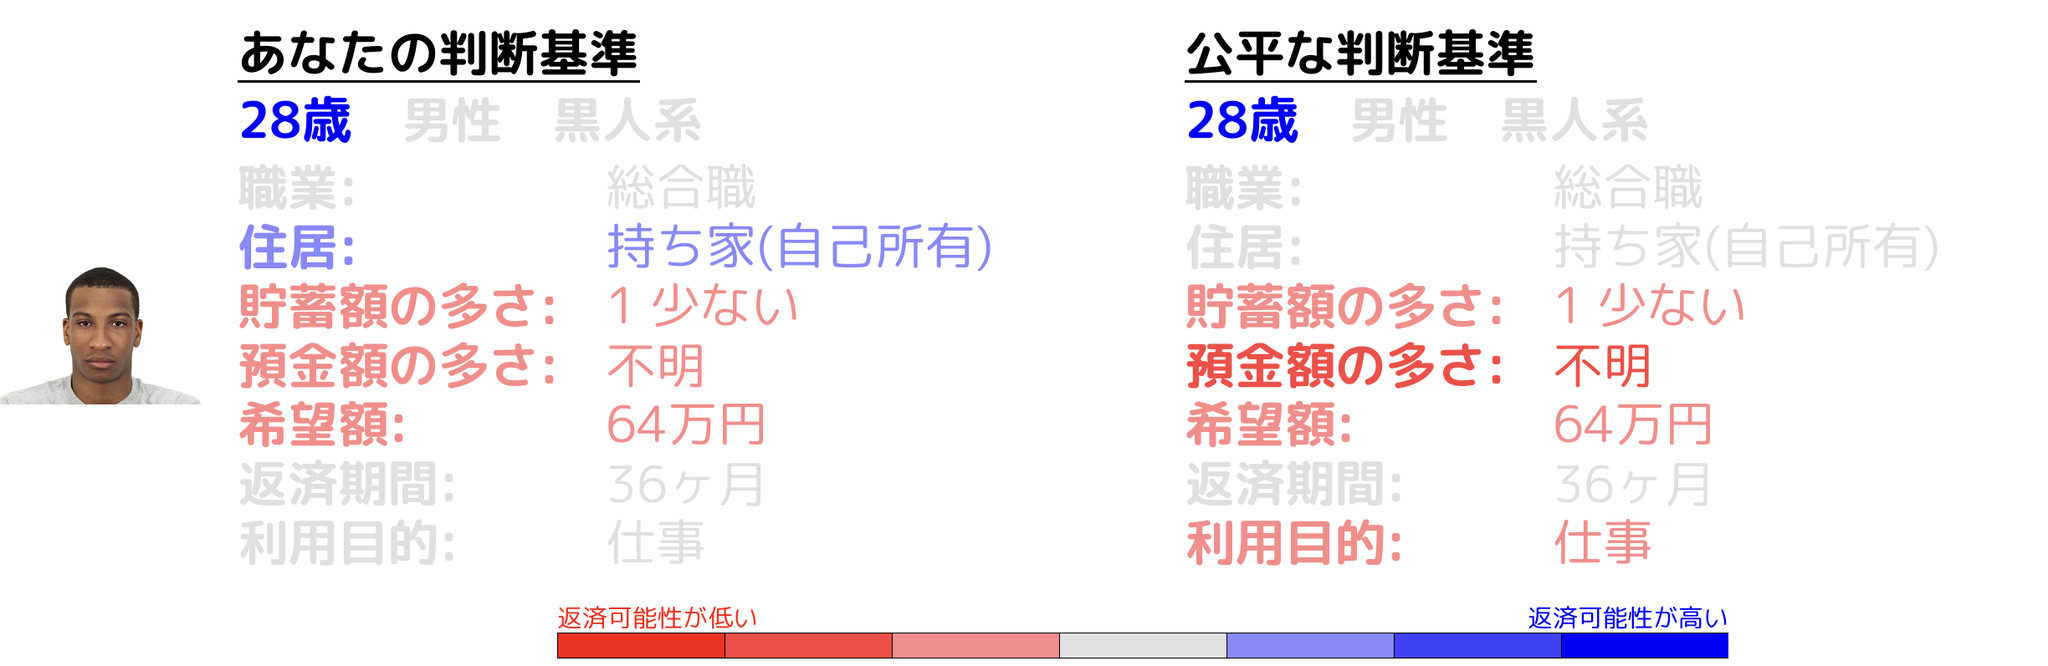 あなたの判断基準
28歳 男性 黒人系
職業: 総合職
住居: 持ち家(自己所有)
貯蓄額の多さ: 1 少ない
預金額の多さ: 不明
希望額: 64万円
返済期間: 36ヶ月
利用目的: 仕事
公平な判断基準
28歳 男性 黒人系
職業: 総合職
住居: 持ち家(自己所有)
貯蓄額の多さ: 1 少ない
預金額の多さ: 不明
希望額: 64万円
返済期間: 36ヶ月
利用目的: 仕事
返済可能性が低い
返済可能性が高い